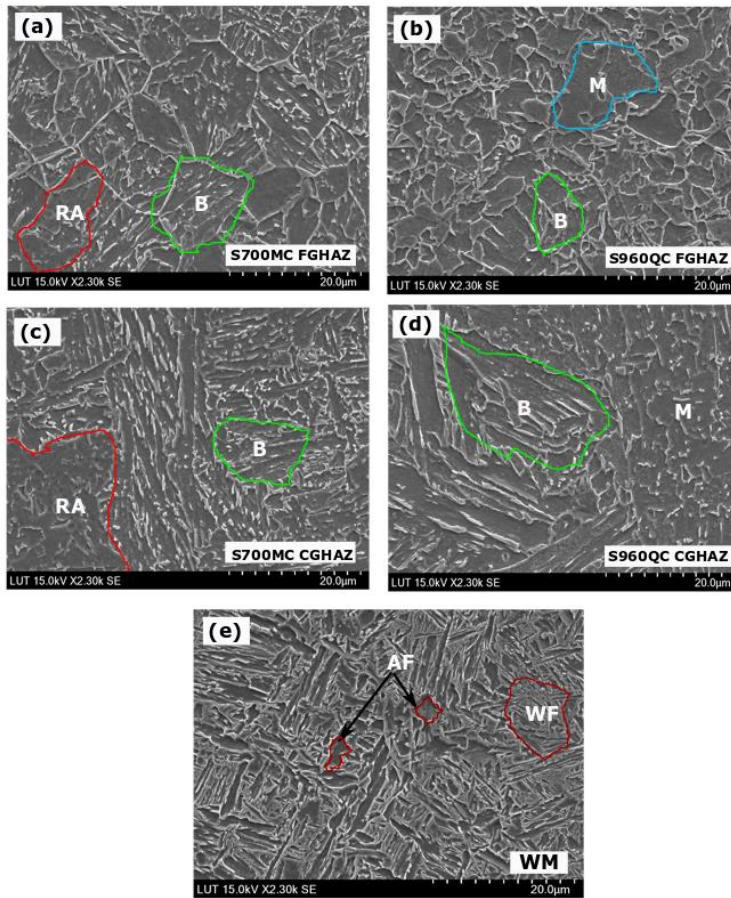 (a)
RA
B
S700MC FGHAZ
LUT 15.0kV X2.30k SE
20.0μm
(b)
M
B
S960QC FGHAZ
LUT 15.0kV X2.30k SE
20.0μm
(c)
B
RA
S700MC CGHAZ
LUT 15.0kV X2.30k SE
20.0μm
(d)
B
M
S960QC CGHAZ
LUT 15.0kV X2.30k SE
20.0μm
(e)
AF
WF
WM
LUT 15.0kV X2.30k SE
20.0μm